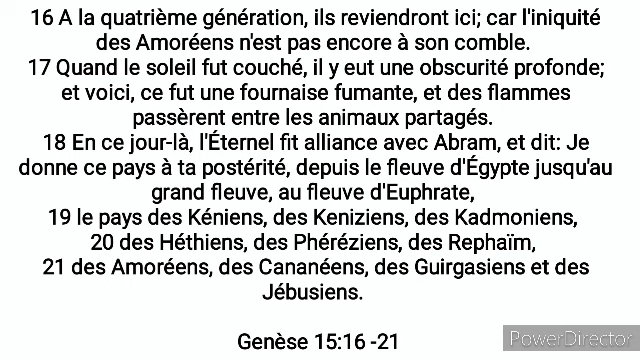 16 A la quatrième génération, ils reviendront ici; car l'iniquité
des Amoréens n'est pas encore à son comble.
17 Quand le soleil fut couché, il y eut une obscurité profonde;
et voici, ce fut une fournaise fumante, et des flammes
passèrent entre les animaux partagés.
18 En ce jour-là, l'Éternel fit alliance avec Abram, et dit: Je
donne ce pays à ta postérité, depuis le fleuve d'Égypte jusqu'au
grand fleuve, au fleuve d'Euphrate,
19 le pays des Kéniens, des Keniziens, des Kadmoniens,
20 des Héthiens, des Phéréziens, des Rephaïm,
21 des Amoréens, des Cananéens, des Guirgasiens et des
Jébusiens.
Genèse 15:16 -21
PowerDirector